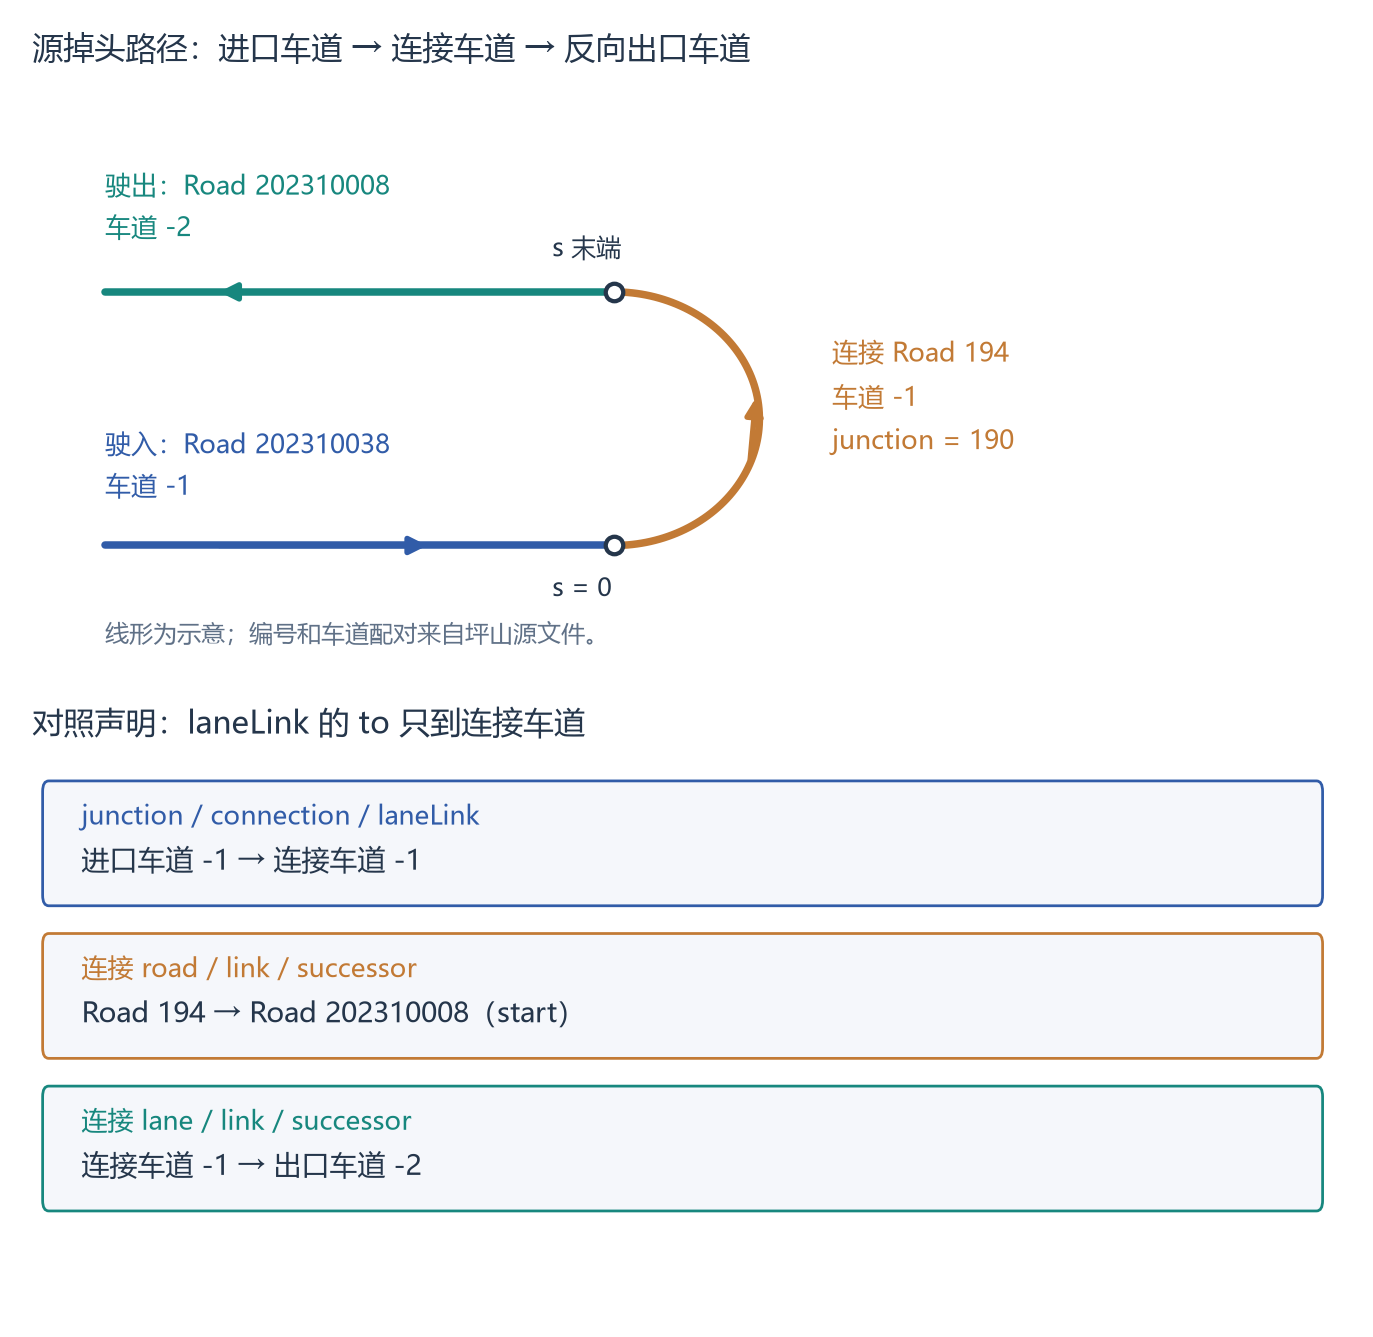 源掉头路径：进口车道 → 连接车道 → 反向出口车道
驶出：Road 202310008
车道 -2
s 末端
连接 Road 194
车道 -1
junction = 190
驶入：Road 202310038
车道 -1
s = 0
线形为示意；编号和车道配对来自坪山源文件。
对照声明：laneLink 的 to 只到连接车道
junction / connection / laneLink
进口车道 -1 → 连接车道 -1
连接 road / link / successor
Road 194 → Road 202310008（start）
连接 lane / link / successor
连接车道 -1 → 出口车道 -2